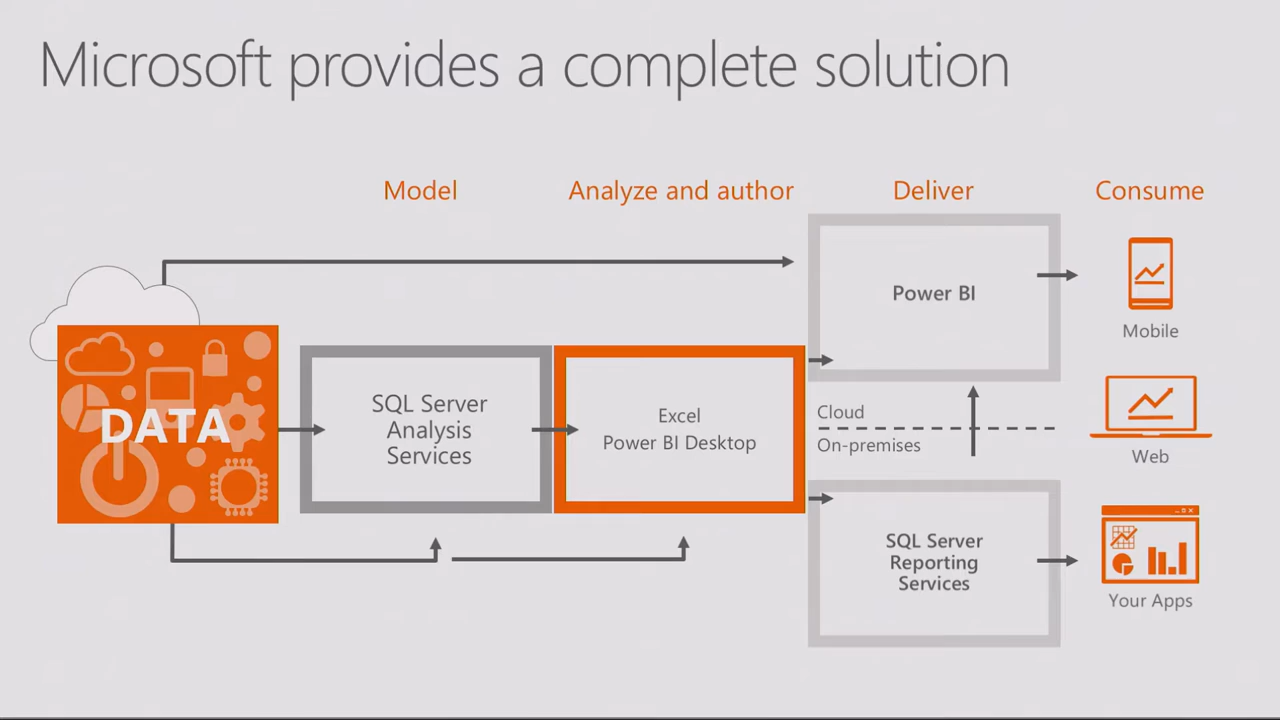 Microsoft provides a complete solution
Model
Analyze and author
Deliver
Consume
Power BI
Mobile
DATA
SQL Server
Analysis
Services
Excel
Power BI Desktop
Cloud
On-premises
Web
SQL Server
Reporting
Services
Your Apps